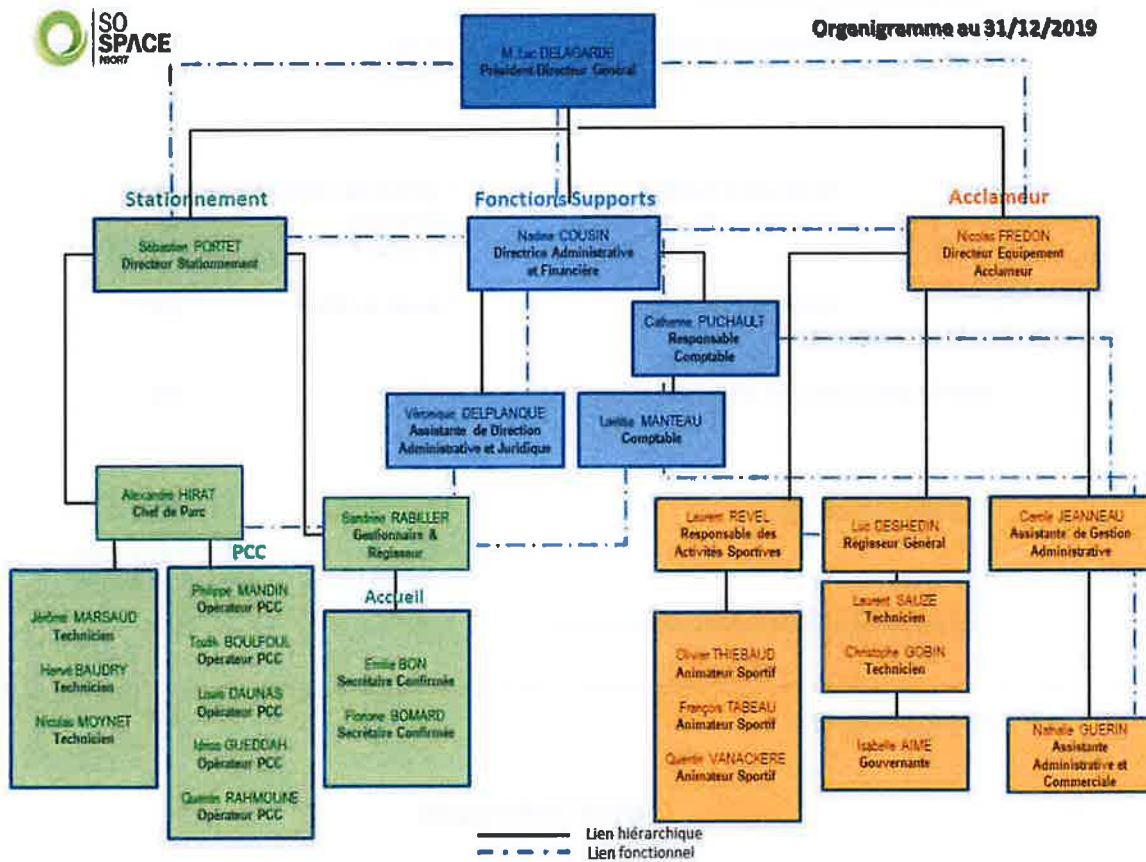 SO
SPACE
NIORT
Organigramme au 31/12/2019
M. Luc DELAGARDE
Président Directeur Général
Stationnement
Fonctions Supports
Acclameur
Sébastien PORTET
Directeur Stationnement
Nadine COUSIN
Directrice Administrative
et Financière
Nicolas FREDON
Directeur Equipement
Acclameur
Catherine PUCHAULT
Responsable
Comptable
Véronique DELPLANQUE
Assistante de Direction
Administrative et Juridique
Laetitia MANTEAU
Comptable
Alexandre HIRAT
Chef de Parc
Sandrine RABILLER
Gestionnaire &
Régisseur
Laurent REVEL
Responsable des
Activités Sportives
Luc DESHEDIN
Régisseur Général
Carole JEANNEAU
Assistante de Gestion
Administrative
PCC
Accueil
Jérôme MARSAUD
Technicien
Hervé BAUDRY
Technicien
Nicolas MOYNET
Technicien
Philippe MANDIN
Opérateur PCC
Toufik BOULFOUL
Opérateur PCC
Louis DAUNAS
Opérateur PCC
Idriss GUEDDAH
Opérateur PCC
Quentin RAHMOUNE
Opérateur PCC
Emilie BON
Secrétaire Confirmée
Floriane BOMARD
Secrétaire Confirmée
Olivier THIEBAUD
Animateur Sportif
François TABEAU
Animateur Sportif
Quentin VANACKERE
Animateur Sportif
Laurent SAUZE
Technicien
Christophe GOBIN
Technicien
Isabelle AIME
Gouvernante
Nathalie GUERIN
Assistante
Administrative et
Commerciale
Lien hiérarchique
Lien fonctionnel